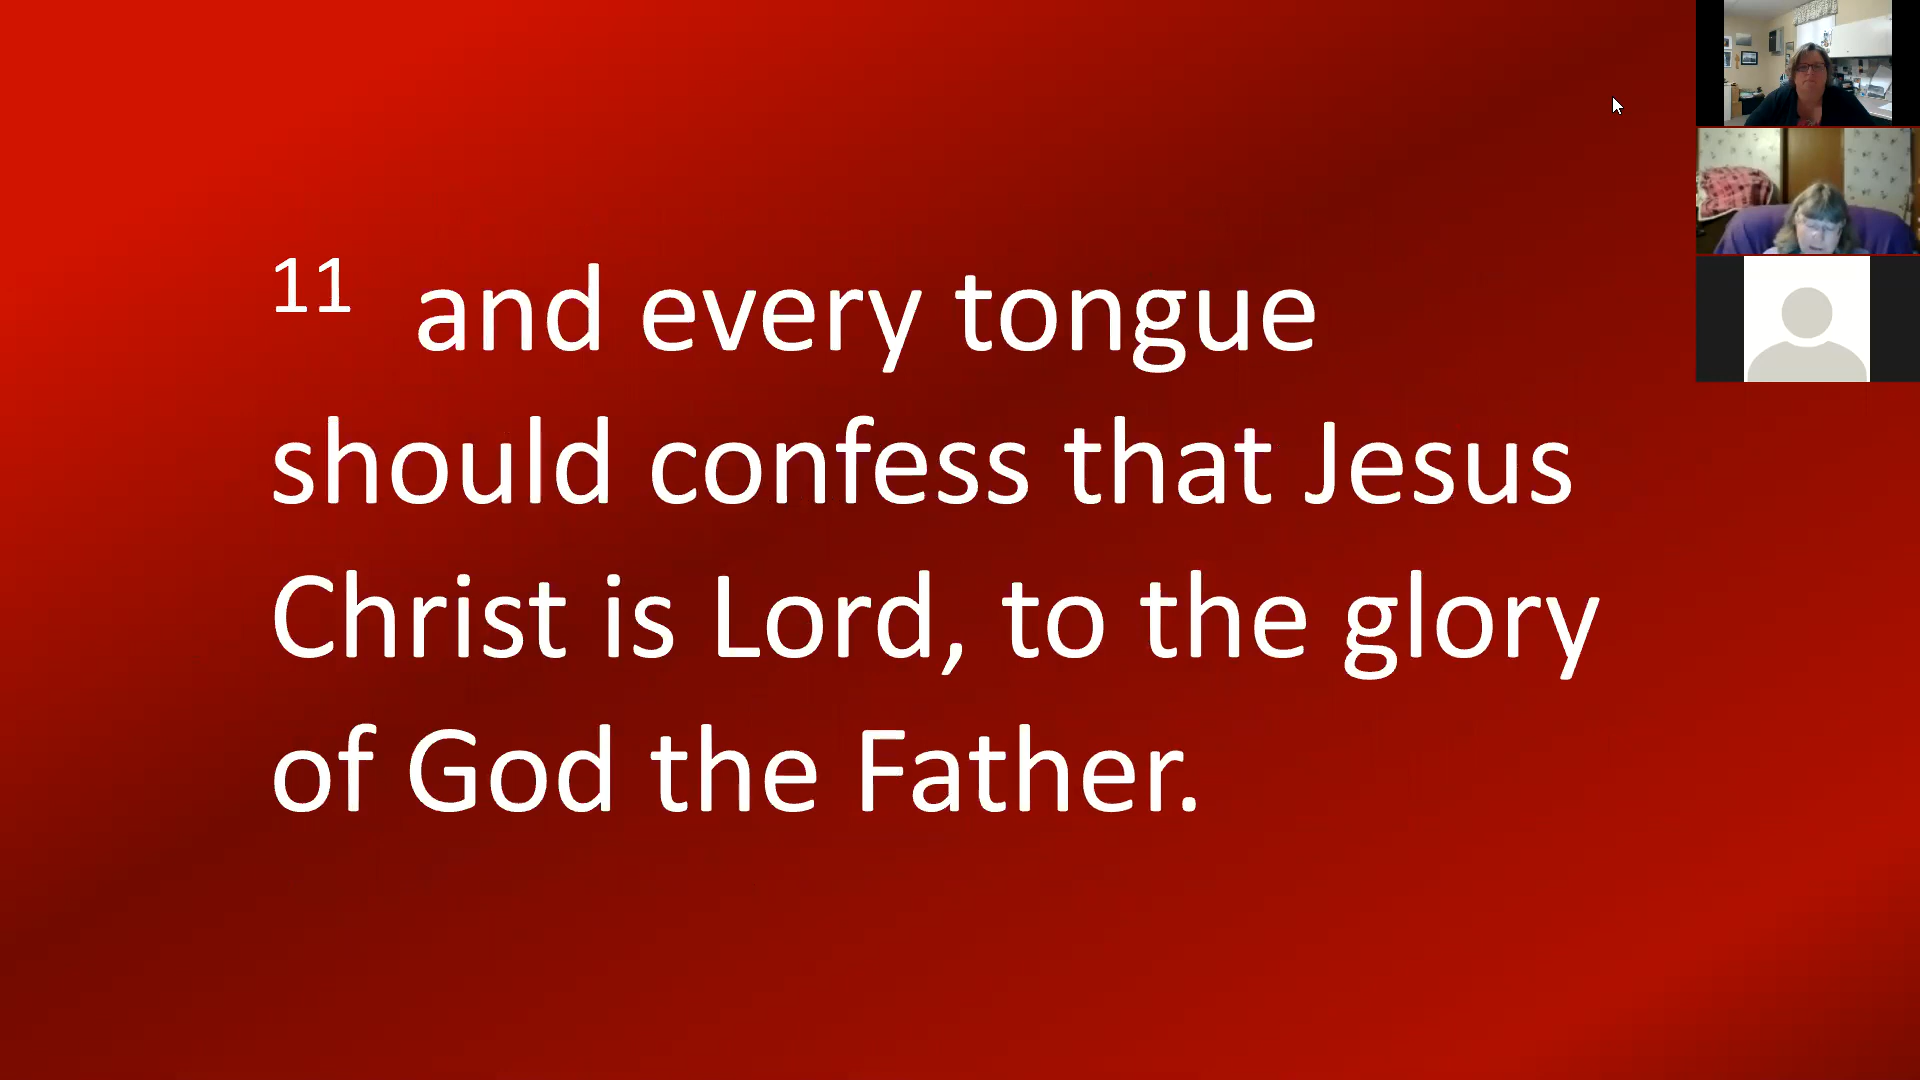 11 and every tongue
should confess that Jesus
Christ is Lord, to the glory
of God the Father.